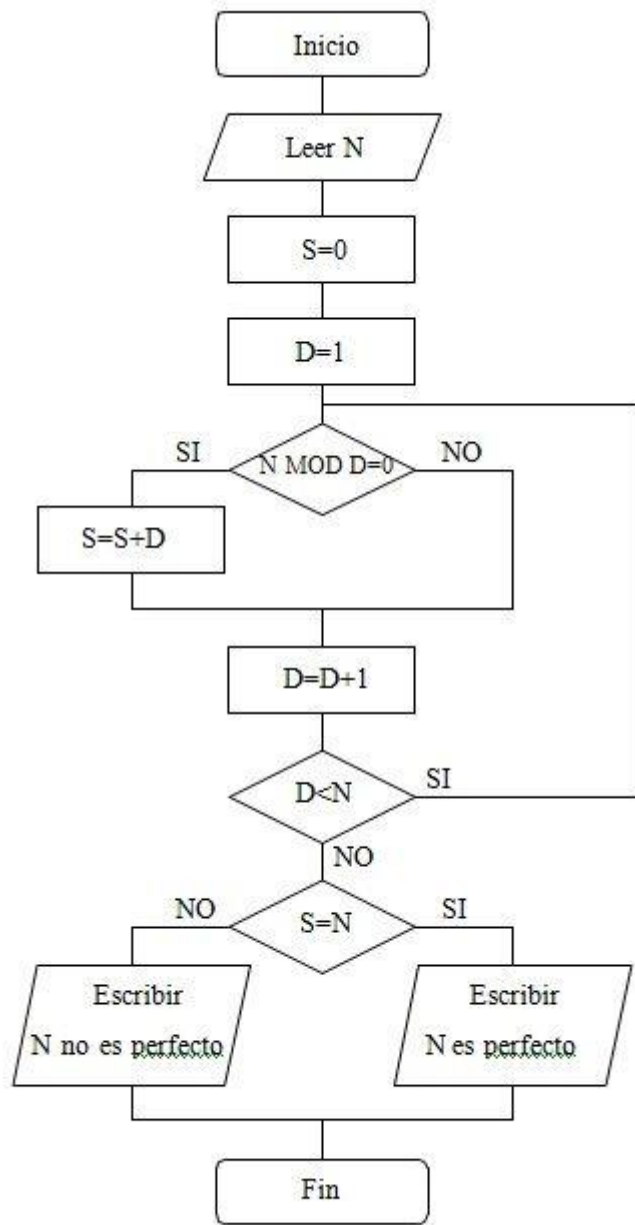 Inicio
Leer N
S=0
D=1
N MOD D=0
SI
NO
S=S+D
D=D+1
D<N
SI
NO
S=N
NO
SI
Escribir
N no es perfecto
Escribir
N es perfecto
Fin